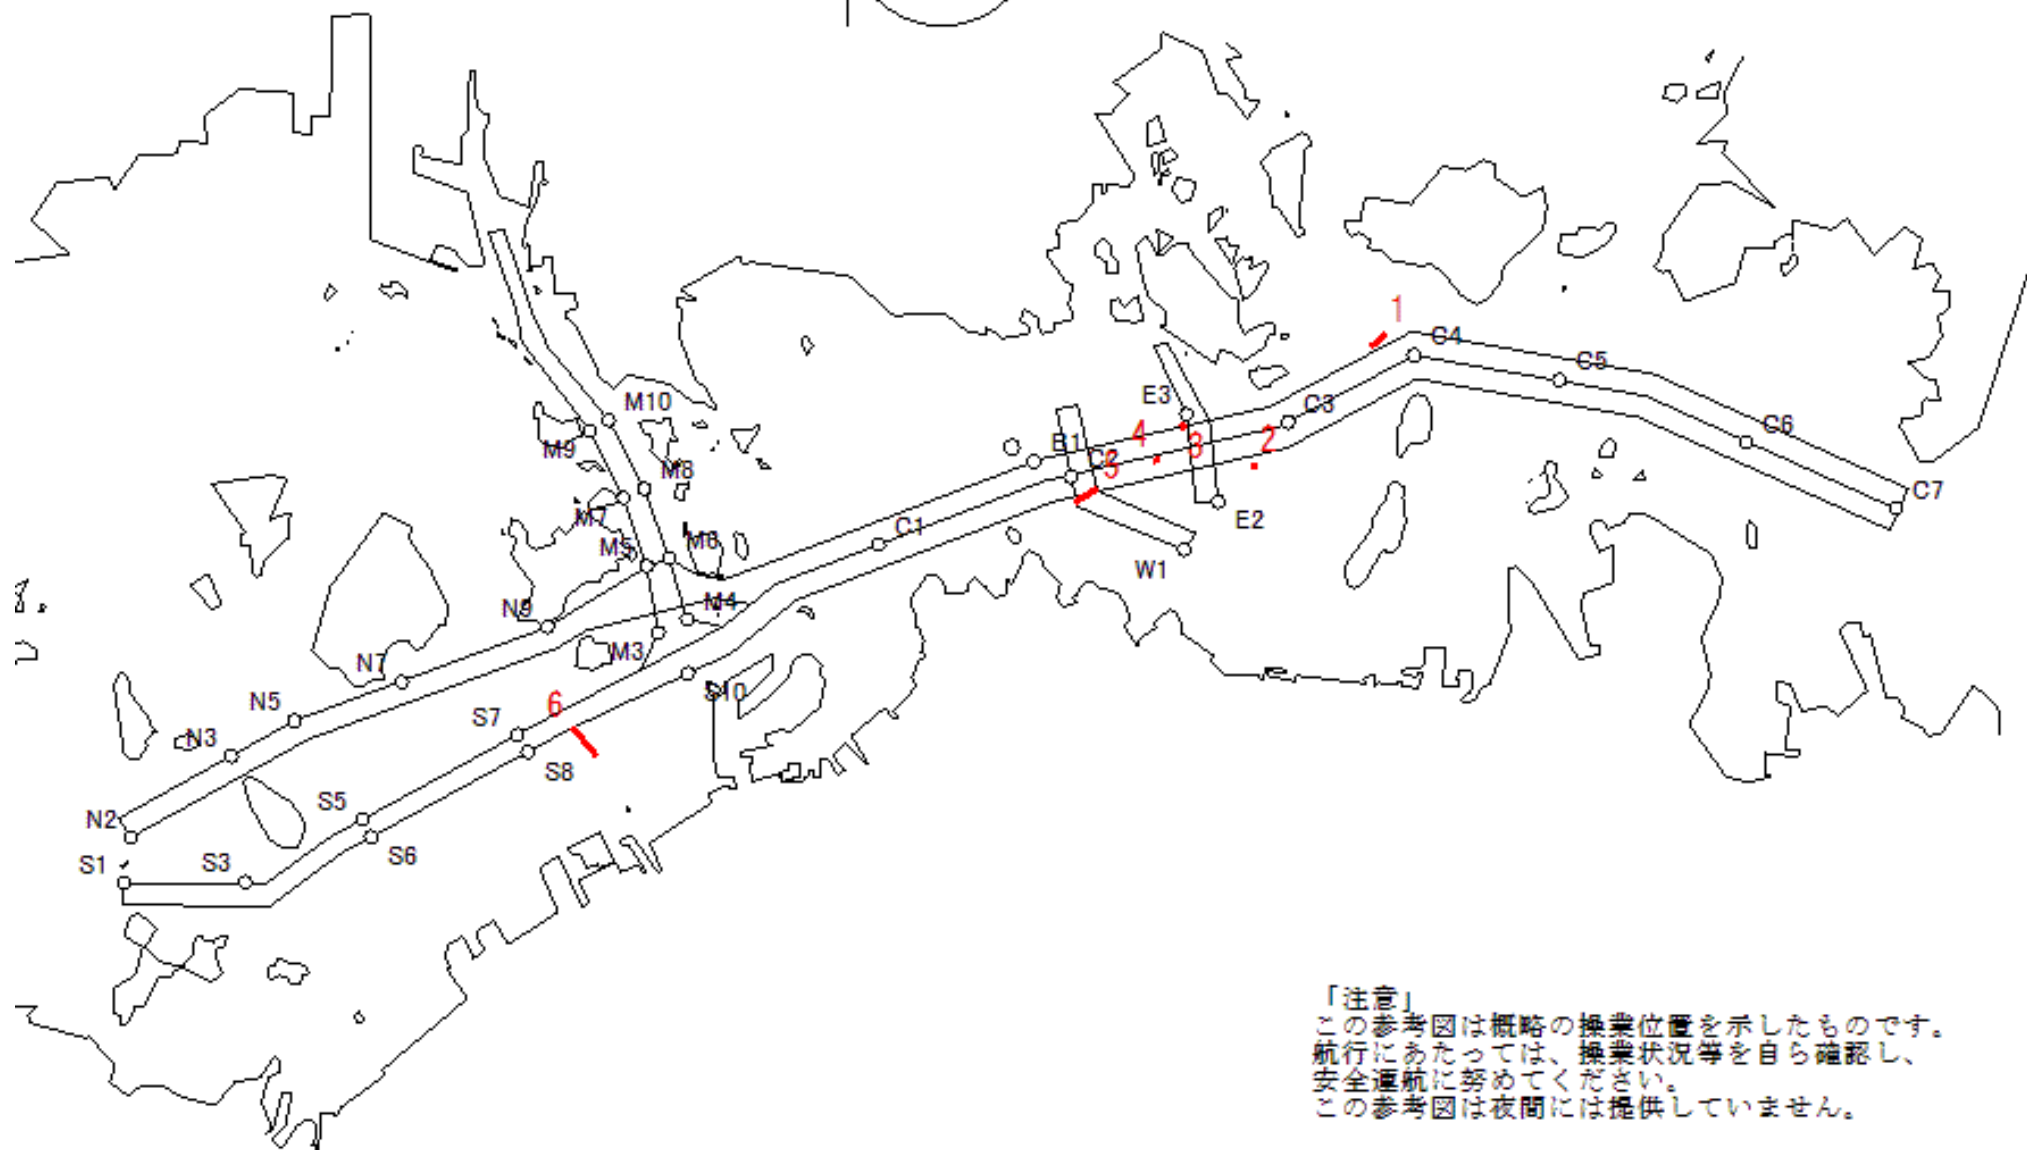 1
C4
C5
M10
E3
C3
C6
M9
B1
4
3
2
C2
5
M8
C7
M7
E2
C1
M5
M6
W1
N9
M4
N7
M3
S10
N5
6
S7
N3
S8
S5
N2
S6
S1
S3
「注意」
この参考図は概略の操業位置を示したものです。
航行にあたっては、操業状況等を自ら確認し、
安全運航に努めてください。
この参考図は夜間には提供していません。